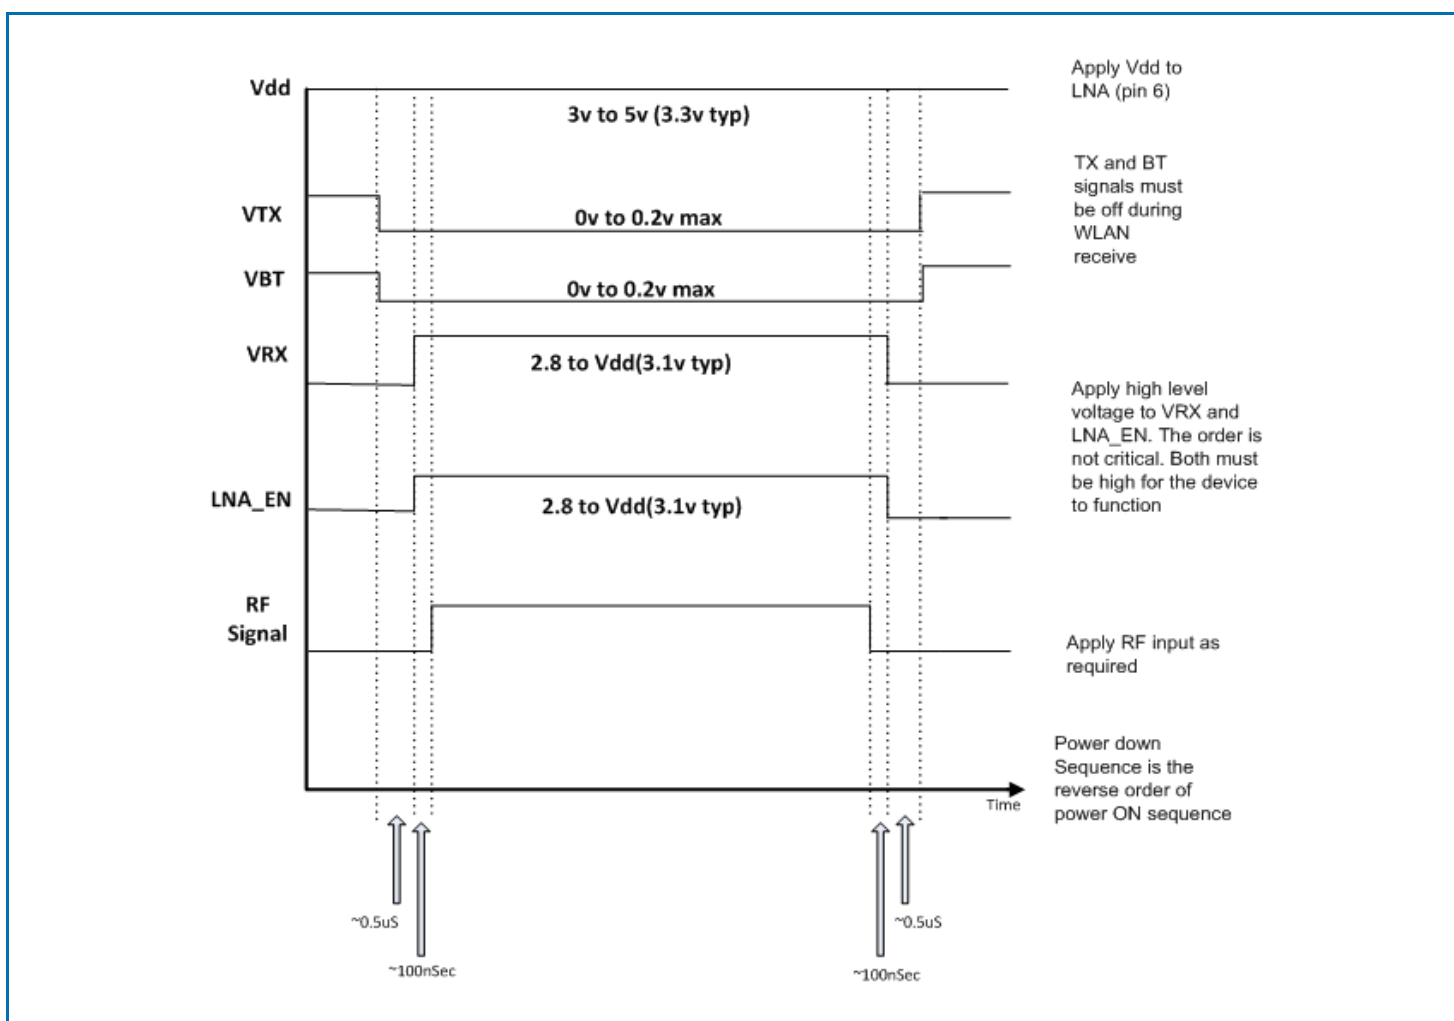 Vdd
Apply Vdd to
LNA (pin 6)
3v to 5v (3.3v typ)
TX and BT
signals must
be off during
WLAN
receive
VTX
0v to 0.2v max
VBT
0v to 0.2v max
VRX
2.8 to Vdd(3.1v typ)
Apply high level
voltage to VRX and
LNA_EN. The order is
not critical. Both must
be high for the device
to function
LNA_EN
2.8 to Vdd(3.1v typ)
RF
Signal
Apply RF input as
required
Power down
Sequence is the
reverse order of
power ON sequence
Time
~0.5uS
~0.5uS
~100nSec
~100nSec